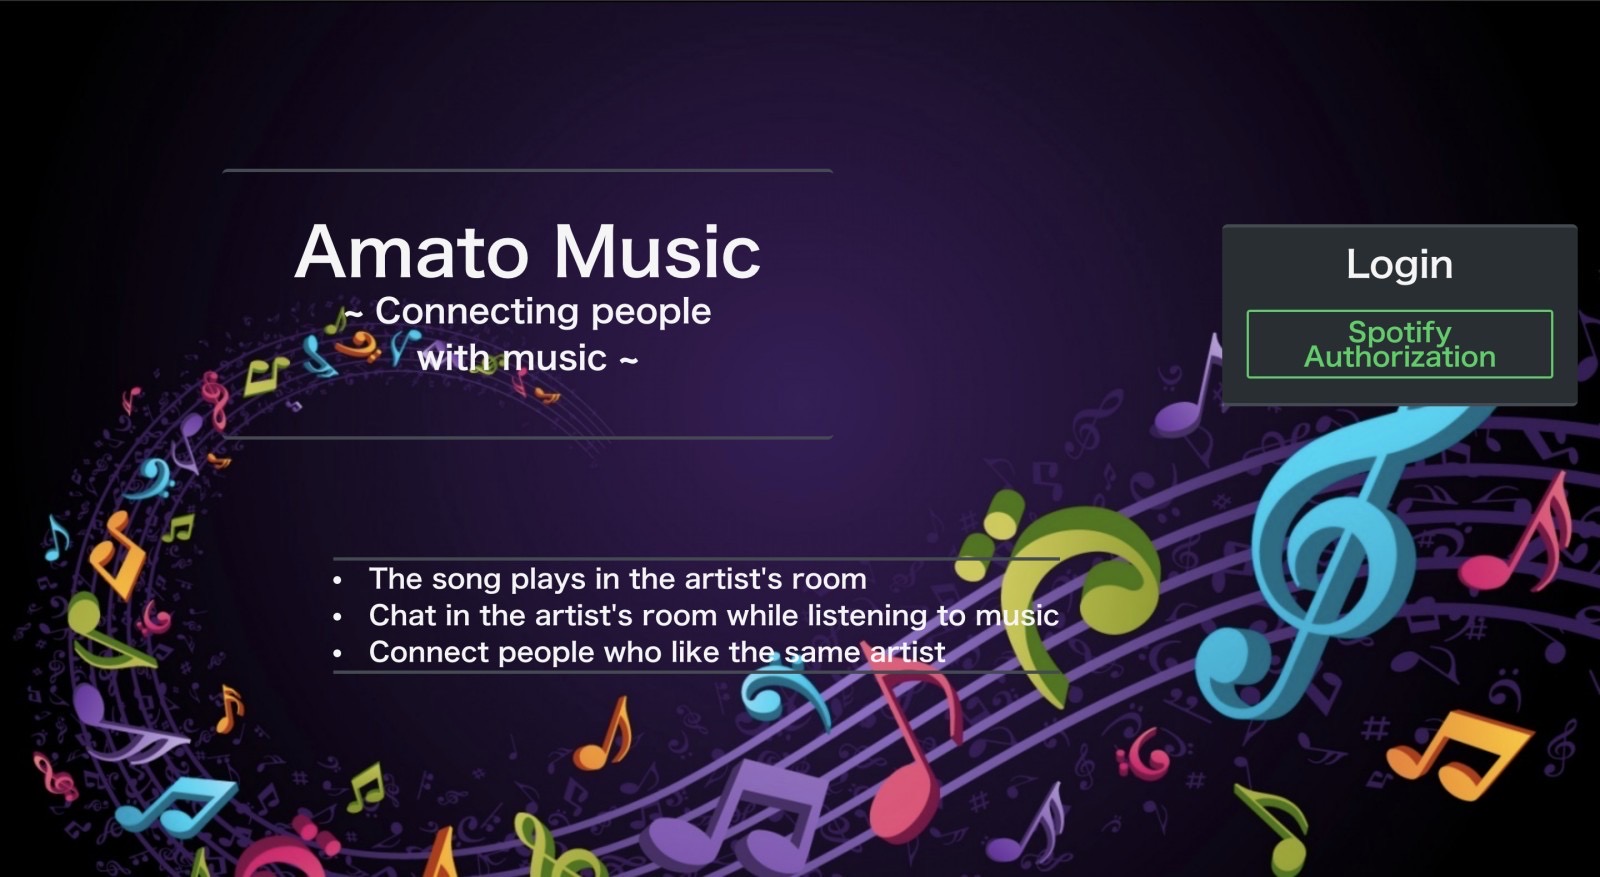 Amato Music
~ Connecting people
with music ~
Login
Spotify
Authorization
• The song plays in the artist's room
• Chat in the artist's room while listening to music
• Connect people who like the same artist